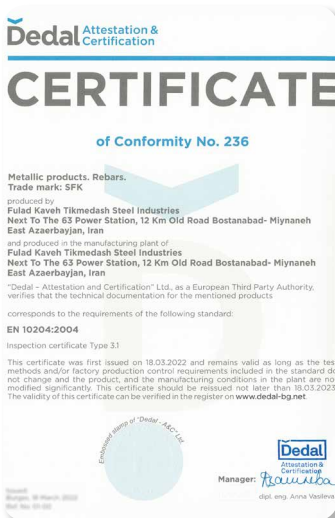 Dedal Attestation &
Certification
CERTIFICATE
of Conformity No. 236
Metallic products. Rebars.
Trade mark: SFK
produced by
Fulad Kaveh Tikmedash Steel Industries
Next To The 63 Power Station, 12 Km Old Road Bostanabad- Miynaneh
East Azaerbyjan, Iran
and produced in the manufacturing plant of
Fulad Kaveh Tikmedash Steel Industries
Next To The 63 Power Station, 12 Km Old Road Bostanabad- Miynaneh
East Azaerbayjan, Iran
"Dedal – Attestation and Certification" Ltd., as a European Third Party Authority,
verifies that the technical documentation for the mentioned products
corresponds to the requirements of the following standard:
EN 10204:2004
Inspection certificate Type 3.1
This certificate was first issued on 18.03.2022 and remains valid as long as the tes
methods and/or factory production control requirements included in the standard do
not change and the product, and the manufacturing conditions in the plant are no
modified significantly. This certificate should be reissued not later than 18.03.2023
The validity of this certificate can be verified in the register on www.dedal-bg.net
Endorsed stamp of "Dedal - A&C" Ltd
Dedal
Attestation &
Certification
Manager:
dipl. eng. Anna Vasileva
Issued:
Burgas, 18 March 2022